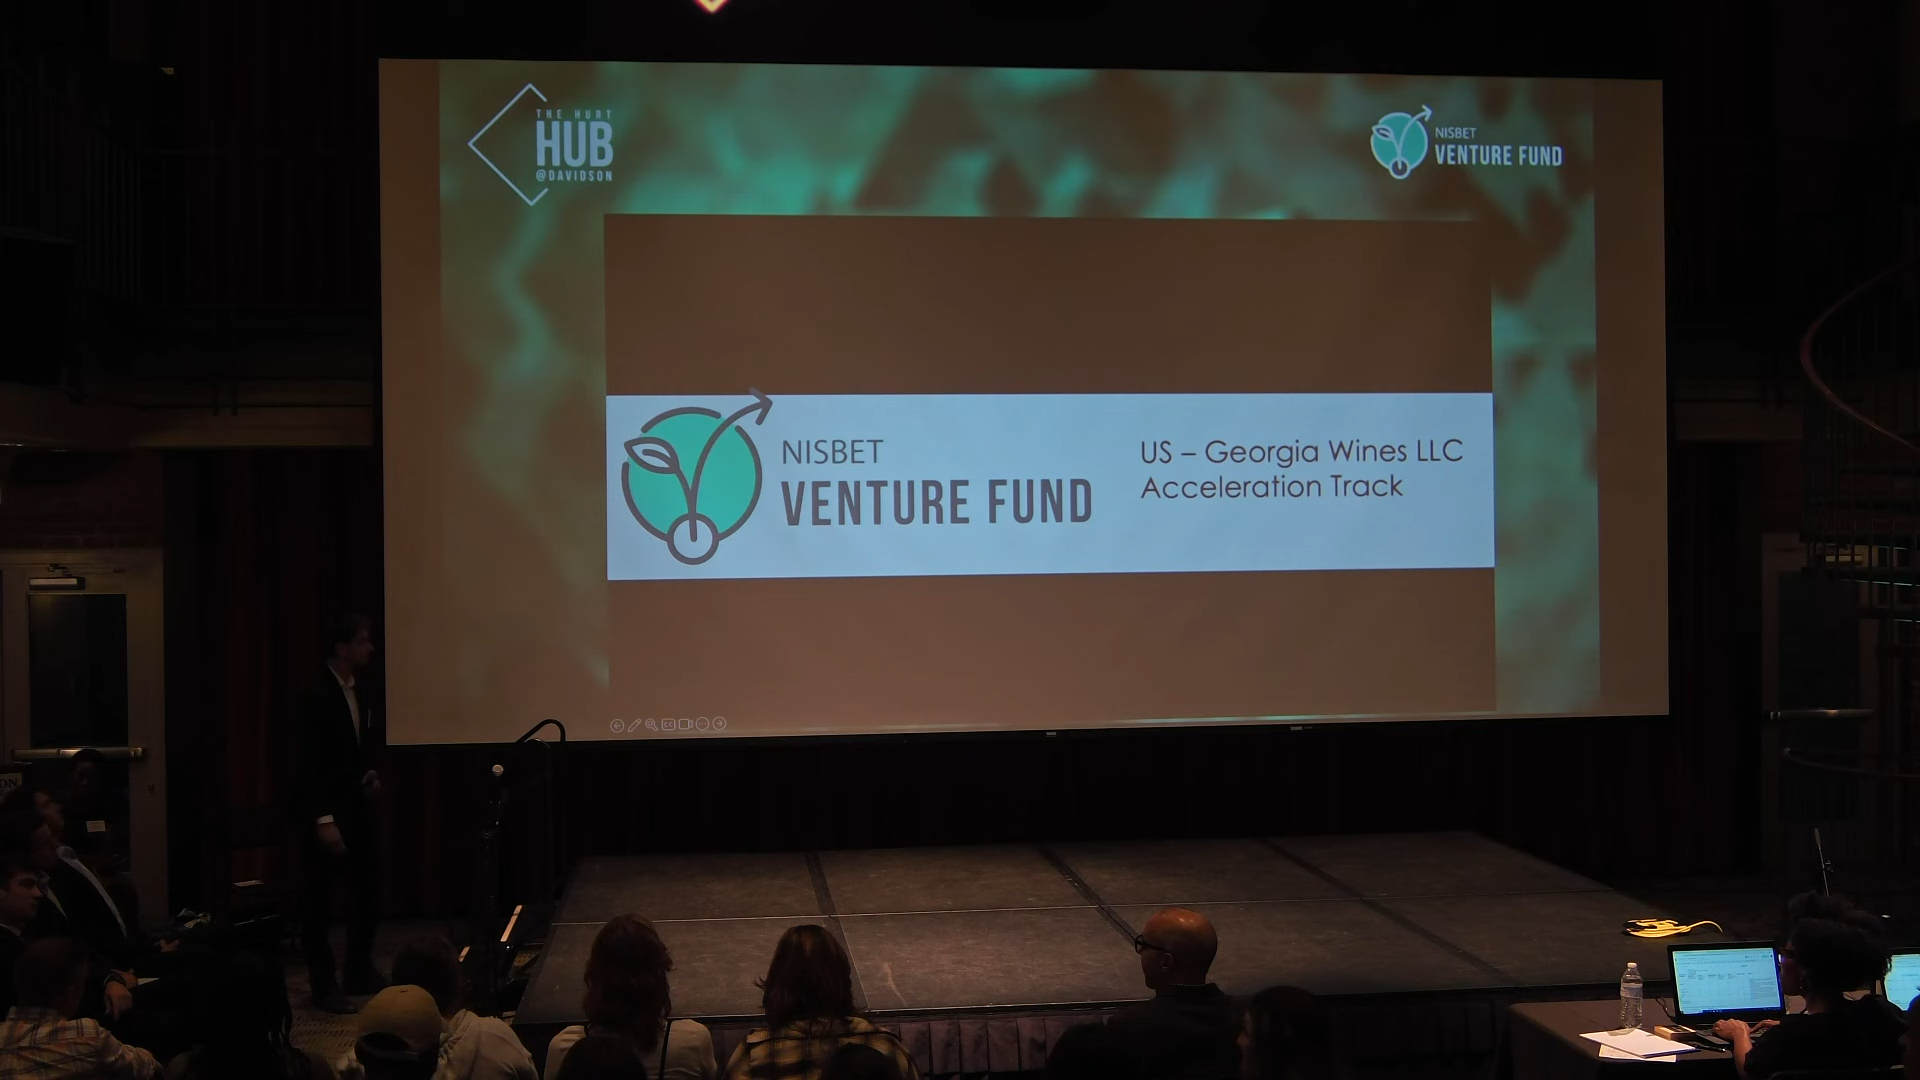 THE HURT
HUB
@DAVIDSON
NISBET
VENTURE FUND
NISBET
VENTURE FUND
US – Georgia Wines LLC
Acceleration Track